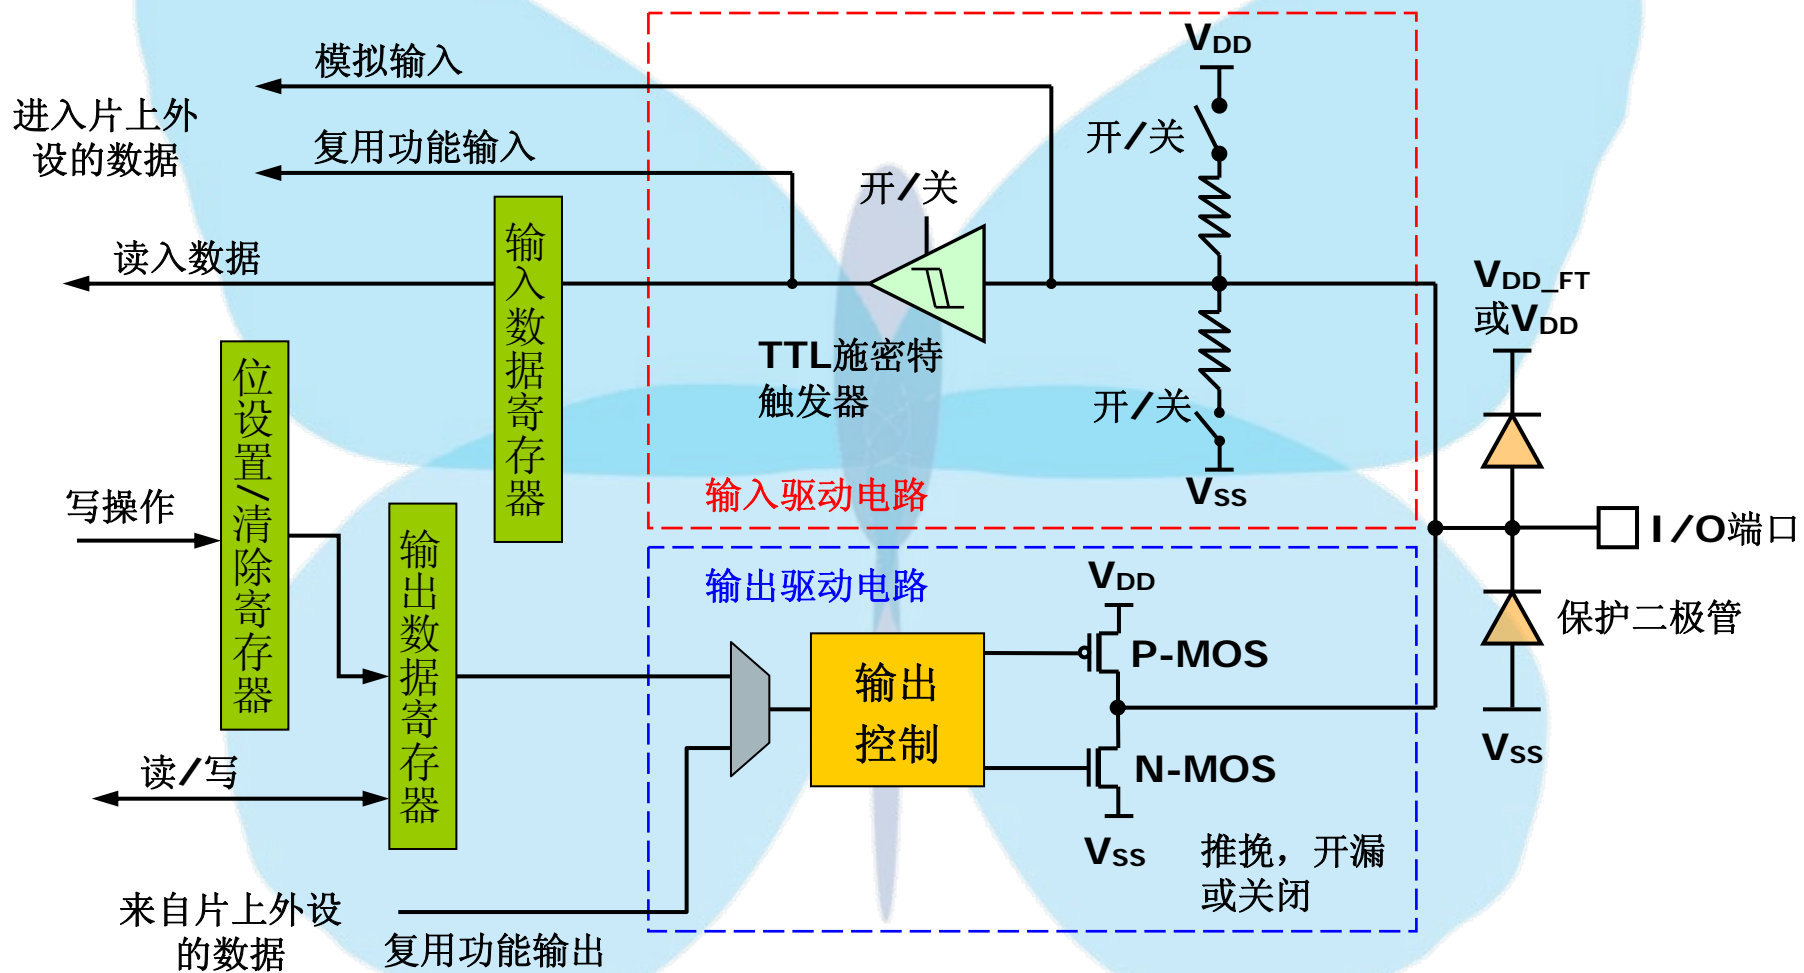 模拟输入
进入片上外
设的数据
复用功能输入
读入数据
输入数据寄存器
开/关
TTL施密特
触发器
VDD
开/关
开/关
VSS
输入驱动电路
VDD_FT
或VDD
I/O端口
保护二极管
VSS
位设置/清除寄存器
写操作
输出数据寄存器
读/写
来自片上外设
的数据
复用功能输出
输出驱动电路
输出
控制
VDD
P-MOS
N-MOS
VSS
推挽，开漏
或关闭